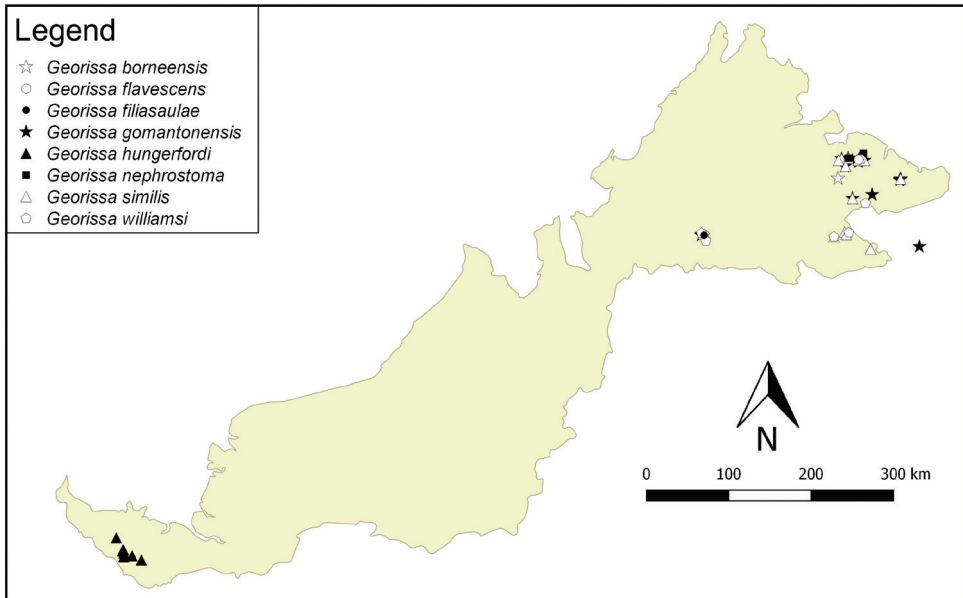 Legend
Georissa borneensis
Georissa flavescens
Georissa filiasaulae
Georissa gomantonensis
Georissa hungerfordi
Georissa nephrostoma
Georissa similis
Georissa williamsi
N
0 100 200 300 km